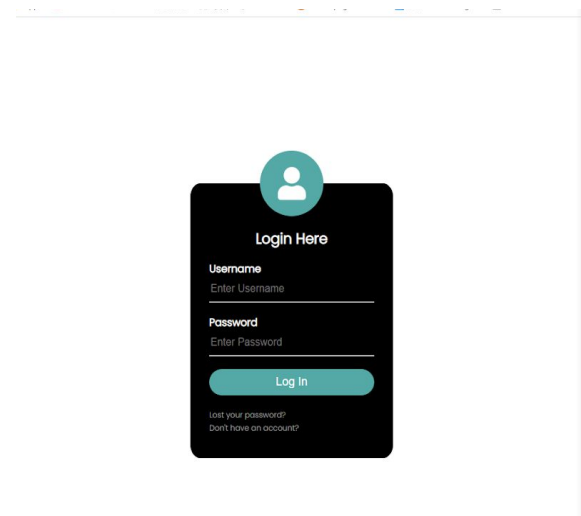 Login Here
Username
Enter Username
Password
Enter Password
Log In
Lost your password?
Don't have an account?